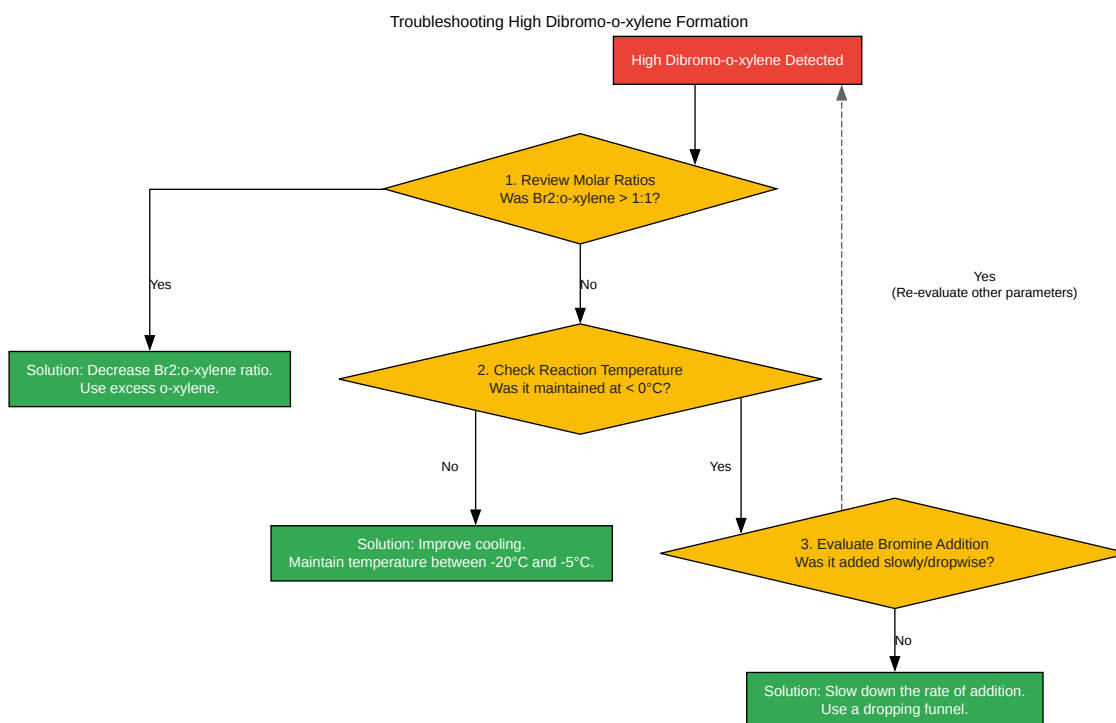 Troubleshooting High Dibromo-o-xylene Formation
High Dibromo-o-xylene Detected
1. Review Molar Ratios
Was Br2:o-xylene > 1:1?
Yes
No
Yes
(Re-evaluate other parameters)
Solution: Decrease Br2:o-xylene ratio.
Use excess o-xylene.
2. Check Reaction Temperature
Was it maintained at < 0°C?
No
Yes
Solution: Improve cooling.
Maintain temperature between -20°C and -5°C.
3. Evaluate Bromine Addition
Was it added slowly/dropwise?
No
Solution: Slow down the rate of addition.
Use a dropping funnel.